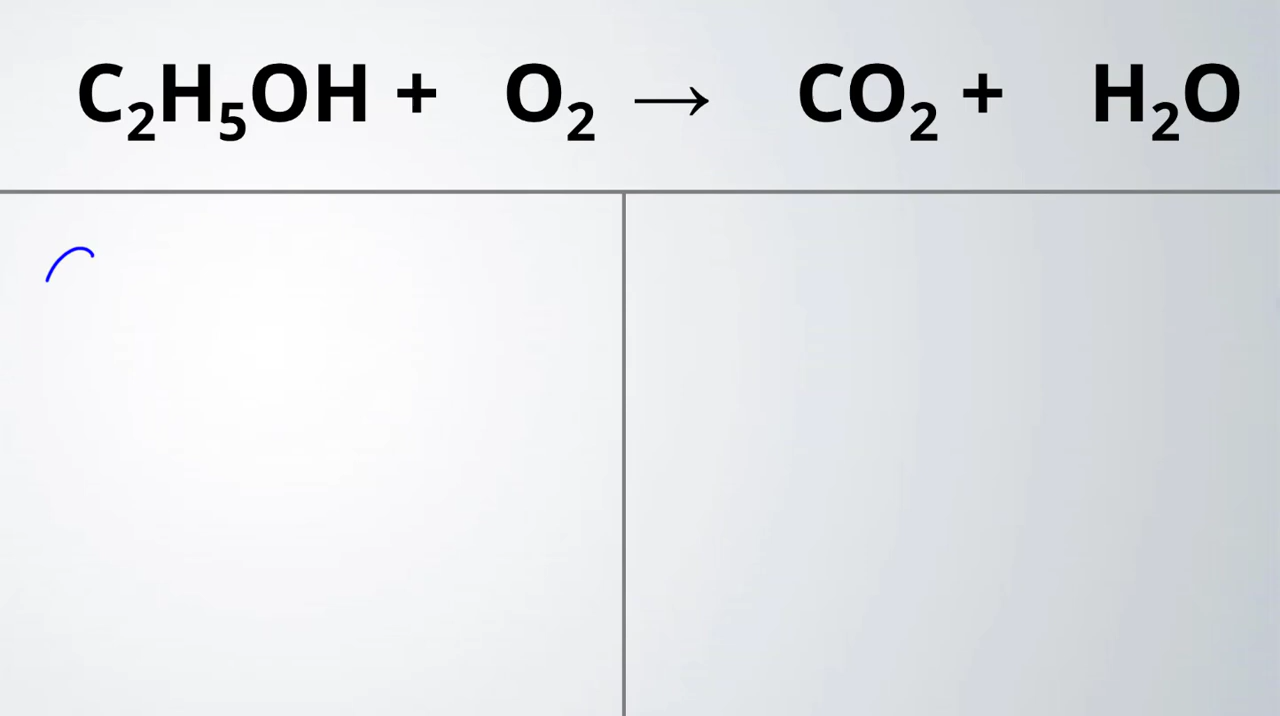 C₂H₅OH + O₂ → CO₂ + H₂O